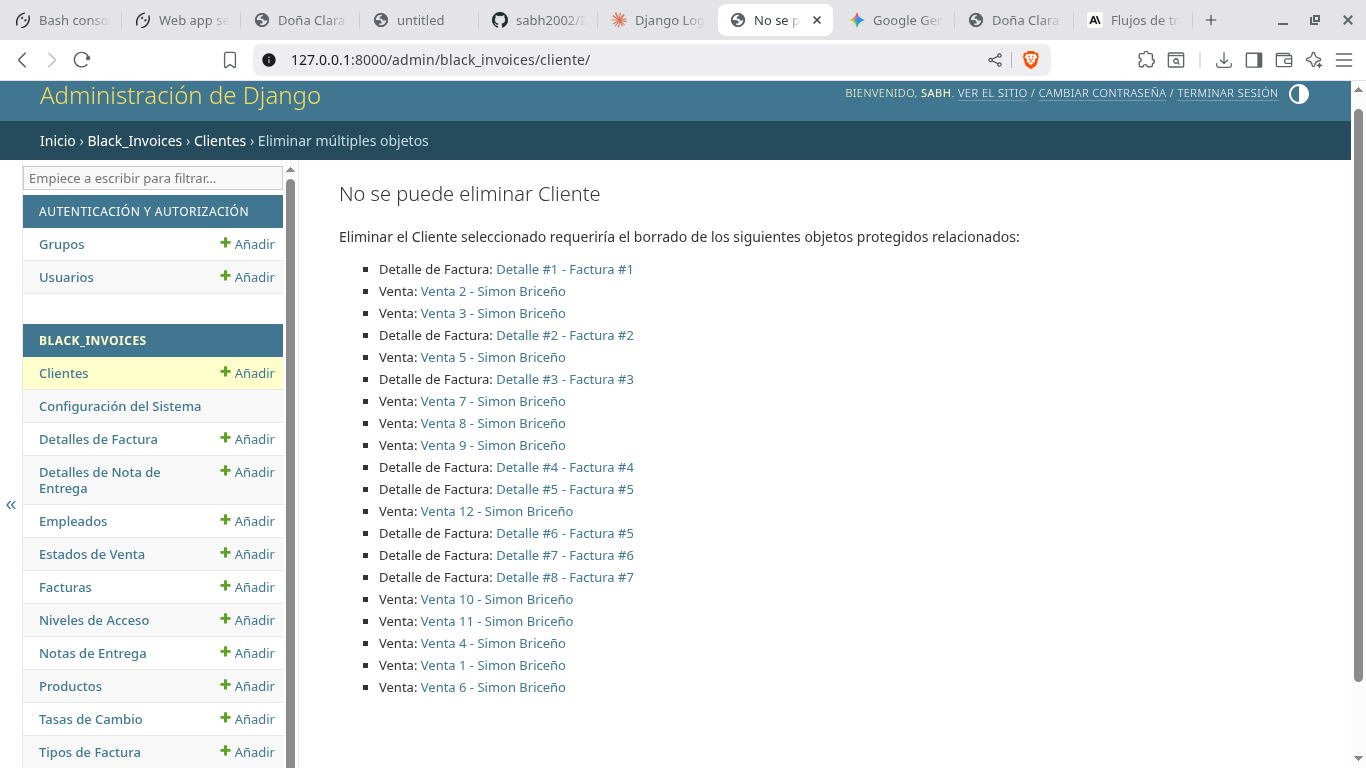 Bash conso
Web app se
Doña Clara
untitled
sabh2002/D
Django Log
No se p
Google Gen
Doña Clara
Flujos de tr
127.0.0.1:8000/admin/black_invoices/cliente/
Administración de Django
BIENVENIDO, SABH. VER EL SITIO / CAMBIAR CONTRASEÑA / TERMINAR SESIÓN
Inicio › Black_Invoices › Clientes › Eliminar múltiples objetos
Empiece a escribir para filtrar...
AUTENTICACIÓN Y AUTORIZACIÓN
Grupos Añadir
Usuarios Añadir
BLACK_INVOICES
Clientes Añadir
Configuración del Sistema
Detalles de Factura Añadir
Detalles de Nota de Añadir
Entrega
Empleados Añadir
Estados de Venta Añadir
Facturas Añadir
Niveles de Acceso Añadir
Notas de Entrega Añadir
Productos Añadir
Tasas de Cambio Añadir
Tipos de Factura Añadir
«
No se puede eliminar Cliente
Eliminar el Cliente seleccionado requeriría el borrado de los siguientes objetos protegidos relacionados:
Detalle de Factura: Detalle #1 - Factura #1
Venta: Venta 2 - Simon Briceño
Venta: Venta 3 - Simon Briceño
Detalle de Factura: Detalle #2 - Factura #2
Venta: Venta 5 - Simon Briceño
Detalle de Factura: Detalle #3 - Factura #3
Venta: Venta 7 - Simon Briceño
Venta: Venta 8 - Simon Briceño
Venta: Venta 9 - Simon Briceño
Detalle de Factura: Detalle #4 - Factura #4
Detalle de Factura: Detalle #5 - Factura #5
Venta: Venta 12 - Simon Briceño
Detalle de Factura: Detalle #6 - Factura #5
Detalle de Factura: Detalle #7 - Factura #6
Detalle de Factura: Detalle #8 - Factura #7
Venta: Venta 10 - Simon Briceño
Venta: Venta 11 - Simon Briceño
Venta: Venta 4 - Simon Briceño
Venta: Venta 1 - Simon Briceño
Venta: Venta 6 - Simon Briceño